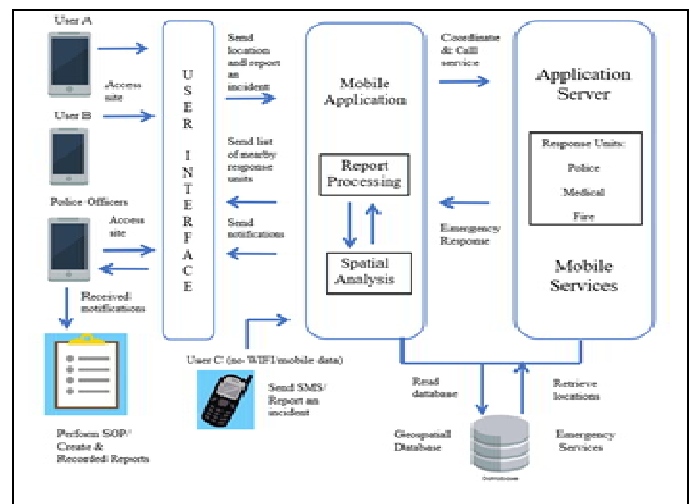 User A
Access
site
User B
Police Officers
Access
site
Received
notifications
Perform SOP/
Create &
Recorded Reports
U
S
E
R
I
N
T
E
R
F
A
C
E
Send
location
and report
an
incident
Send list
of nearby
response
units
Send
notifications
User C (no WIFI/mobile data)
Send SMS/
Report an
incident
Mobile
Application
Report
Processing
Spatial
Analysis
Coordinate
& Call
service
Emergency
Response
Application
Server
Response Units:
Police
Medical
Fire
Mobile
Services
Read
database
Retrieve
locations
Geospatial
Database
Emergency
Services